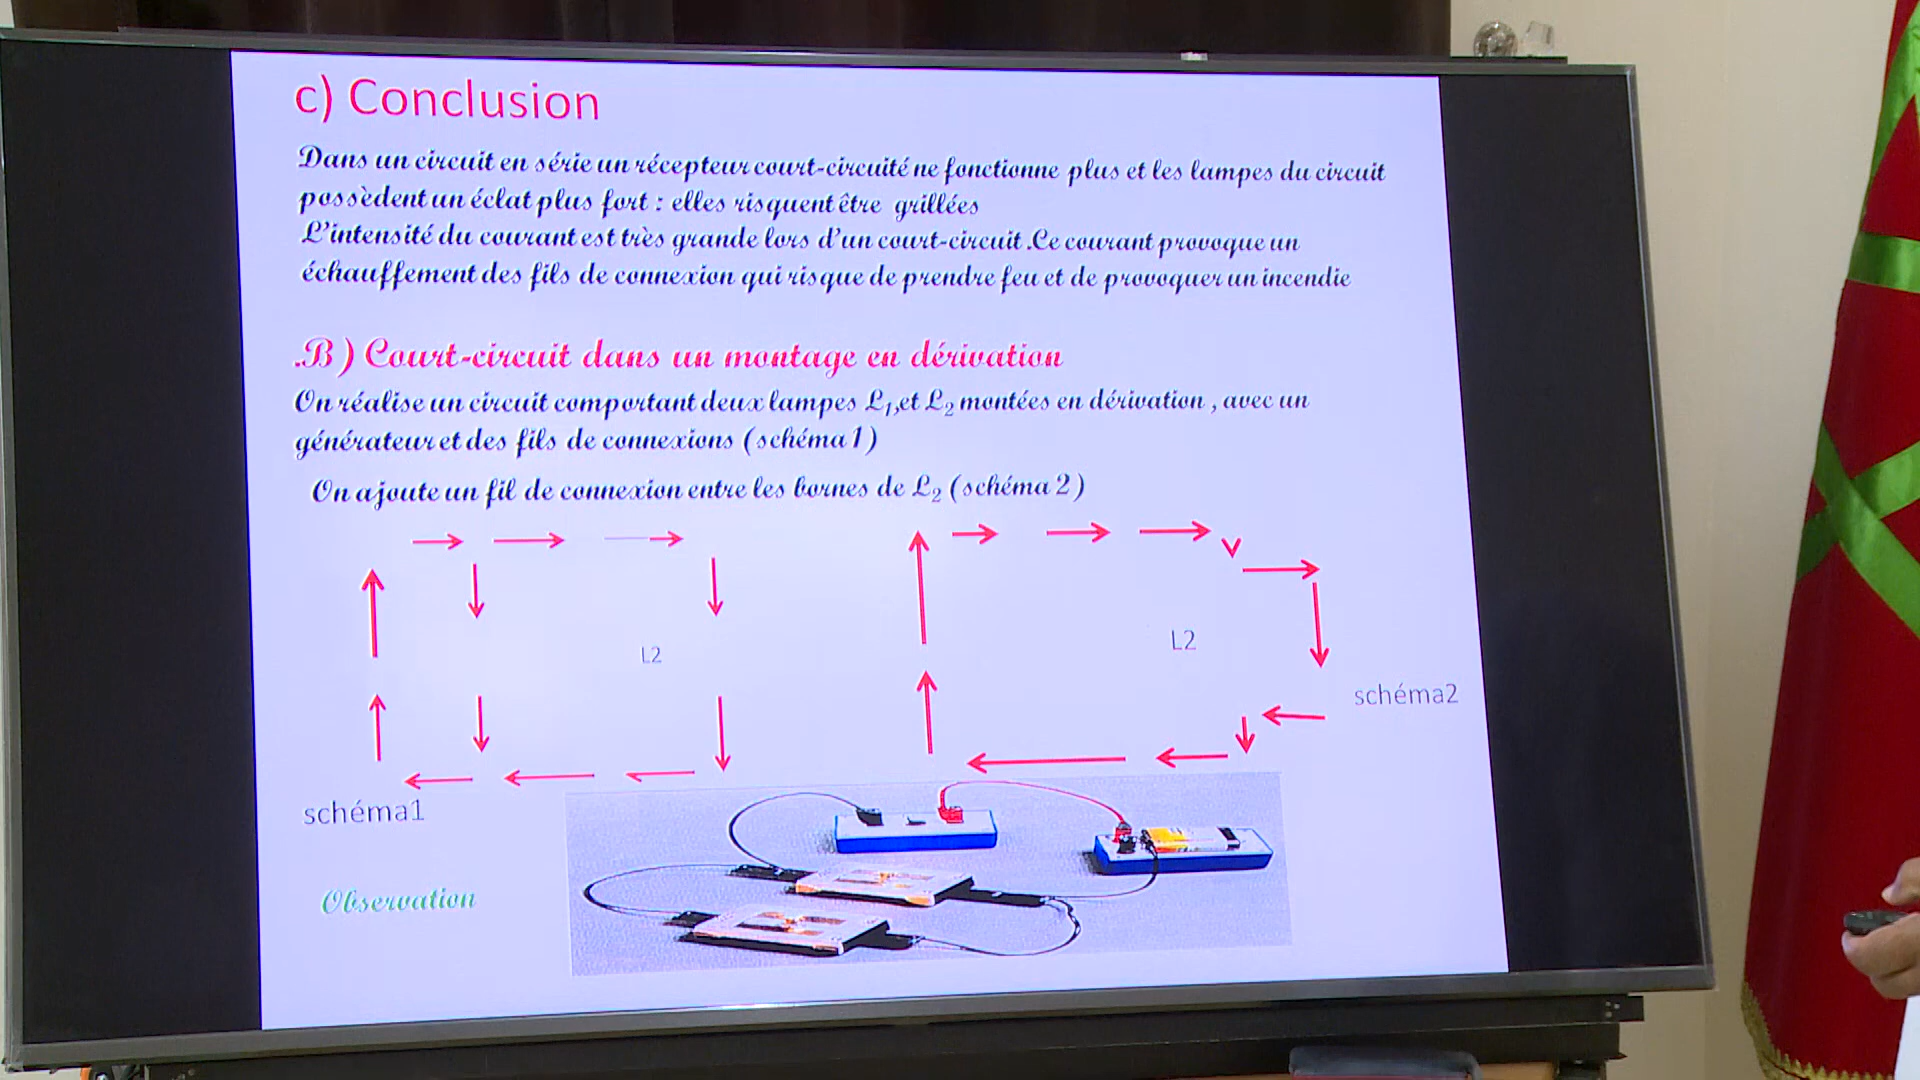 c) Conclusion
Dans un circuit en série un récepteur court-circuité ne fonctionne plus et les lampes du circuit
possèdent un éclat plus fort : elles risquent être grillées
L'intensité du courant est très grande lors d'un court-circuit .Ce courant provoque un
échauffement des fils de connexion qui risque de prendre feu et de provoquer un incendie
.B ) Court-circuit dans un montage en dérivation
On réalise un circuit comportant deux lampes L₁,et L₂ montées en dérivation , avec un
générateur et des fils de connexions (schéma 1 )
On ajoute un fil de connexion entre les bornes de L₂ (schéma 2 )
L2
L2
schéma2
schéma1
Observation